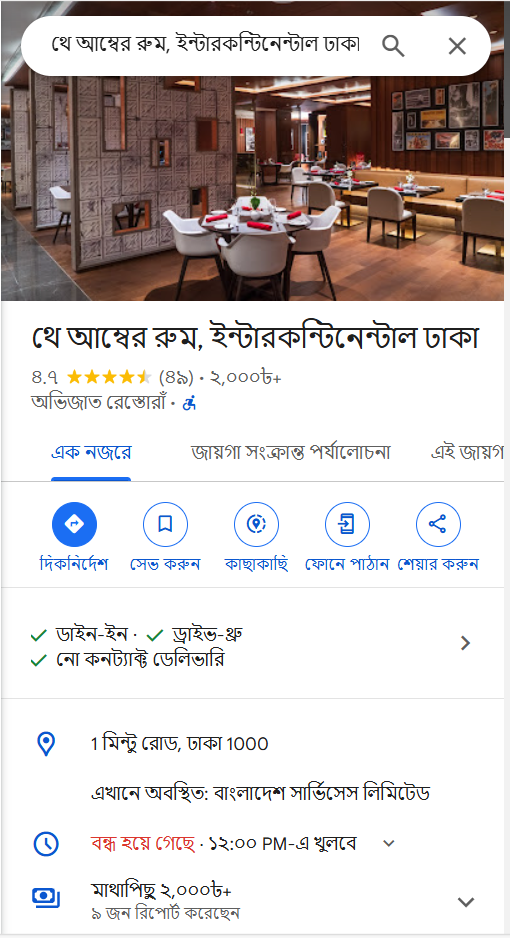 থে আম্বের রুম, ইন্টারকন্টিনেন্টাল ঢাকা
থে আম্বের রুম, ইন্টারকন্টিনেন্টাল ঢাকা
৪.৭ (৪৯) · ২,০০০৳+
অভিজাত রেস্তোরাঁ ·
এক নজরে জায়গা সংক্রান্ত পর্যালোচনা এই জায়গ
দিকনির্দেশ সেভ করুন কাছাকাছি ফোনে পাঠান শেয়ার করুন
ডাইন-ইন · ড্রাইভ-থ্রু
নো কনট্যাক্ট ডেলিভারি
1 মিন্টু রোড, ঢাকা 1000
এখানে অবস্থিত: বাংলাদেশ সার্ভিসেস লিমিটেড
বন্ধ হয়ে গেছে · ১২:০০ PM-এ খুলবে
মাথাপিছু ২,০০০৳+
৯ জন রিপোর্ট করেছেন